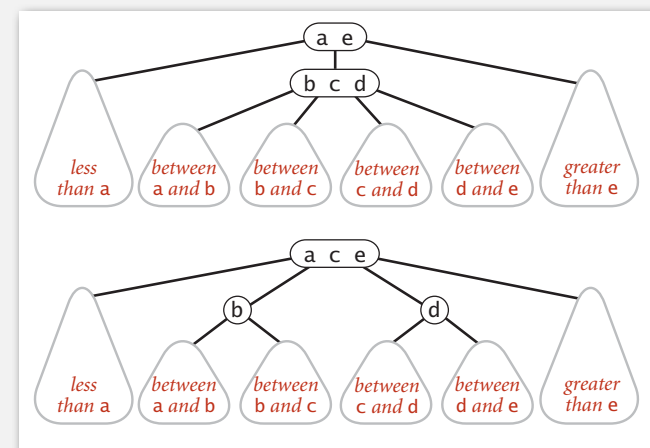 a e
b c d
less
than a
between
a and b
between
b and c
between
c and d
between
d and e
greater
than e
a c e
b
d
less
than a
between
a and b
between
b and c
between
c and d
between
d and e
greater
than e